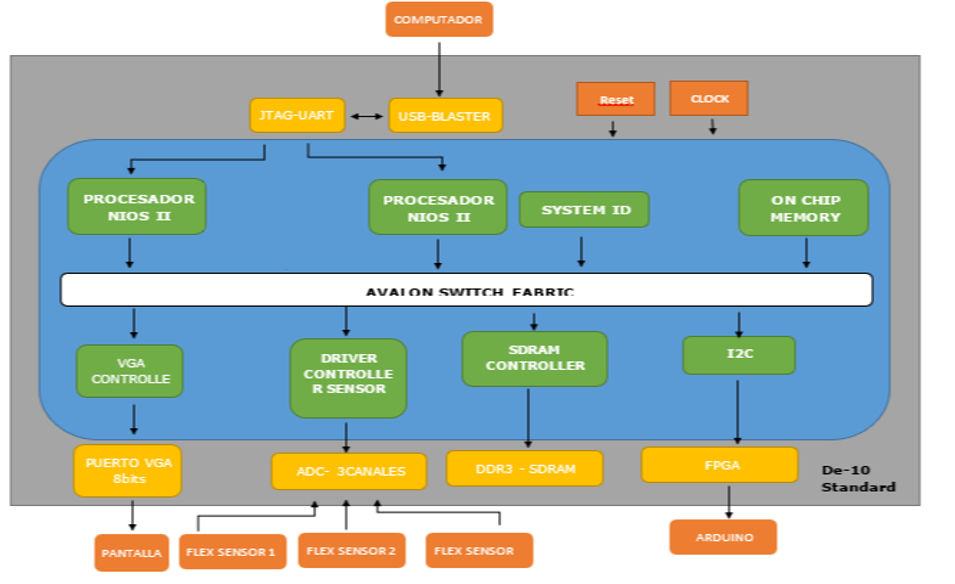 COMPUTADOR
JTAG-UART
USB-BLASTER
Reset
CLOCK
PROCESADOR
NIOS II
PROCESADOR
NIOS II
SYSTEM ID
ON CHIP
MEMORY
AVALON SWITCH FABRIC
VGA
CONTROLLE
DRIVER
CONTROLLE
R SENSOR
SDRAM
CONTROLLER
I2C
PUERTO VGA
8bits
ADC- 3CANALES
DDR3 - SDRAM
FPGA
De-10
Standard
PANTALLA
FLEX SENSOR 1
FLEX SENSOR 2
FLEX SENSOR
ARDUINO